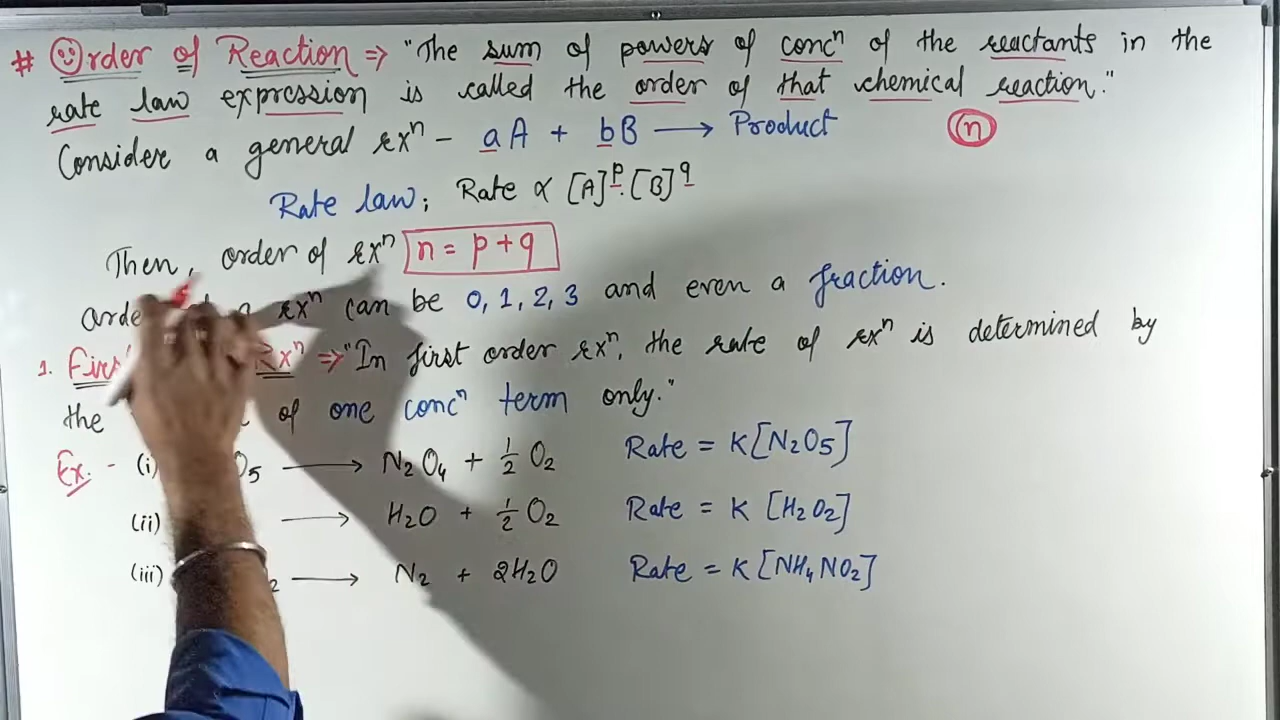 # Order of Reaction ⇒ "The sum of powers of concⁿ of the reactants in the
rate law expression is called the order of that chemical reaction."
Consider a general rxⁿ - aA + bB ⟶ Product (n)
Rate law; Rate ∝ [A]ᵖ.[B]^q
Then, order of rxⁿ n = p + q
rxⁿ can be 0, 1, 2, 3 and even a fraction.
1. Rxⁿ ⇒ "In first order rxⁿ, the rate of rxⁿ is determined by
the of one concⁿ term only."
Ex. - (i) O₅ ⟶ N₂O₄ + ½ O₂ Rate = K[N₂O₅]
(ii) ⟶ H₂O + ½ O₂ Rate = K [H₂O₂]
(iii) ₂ ⟶ N₂ + 2H₂O Rate = K [NH₄NO₂]